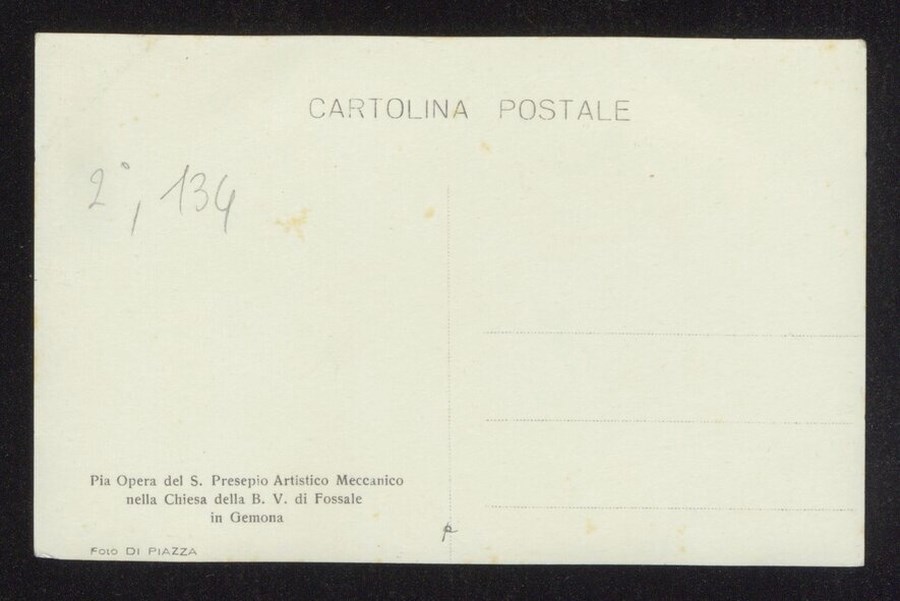 CARTOLINA POSTALE
2°, 134
Pia Opera del S. Presepio Artistico Meccanico
nella Chiesa della B. V. di Fossale
in Gemona
FOTO DI PIAZZA